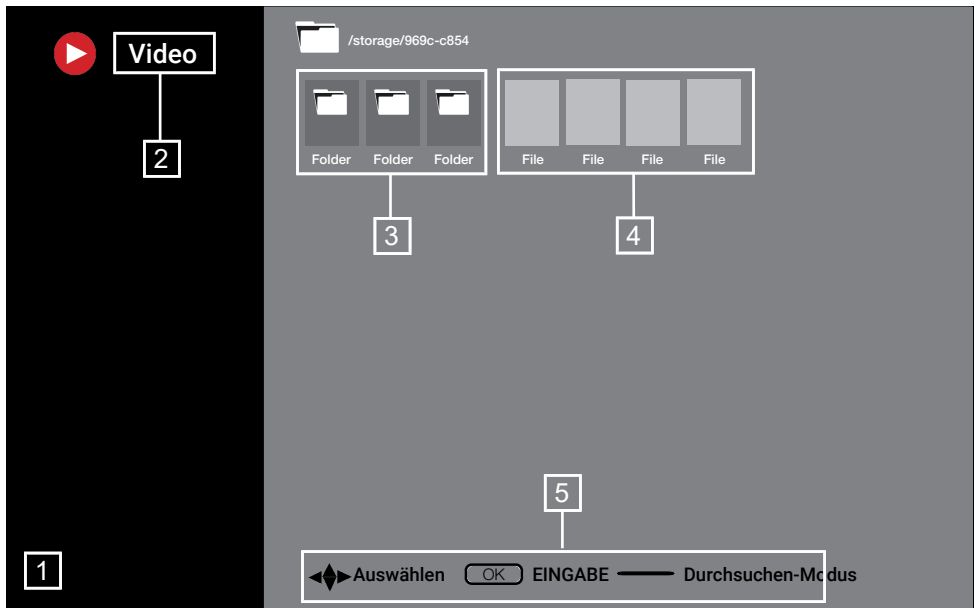 Video
/storage/969c-c854
Folder Folder Folder File File File File
2
3 4
5
1
Auswählen OK EINGABE Durchsuchen-Modus